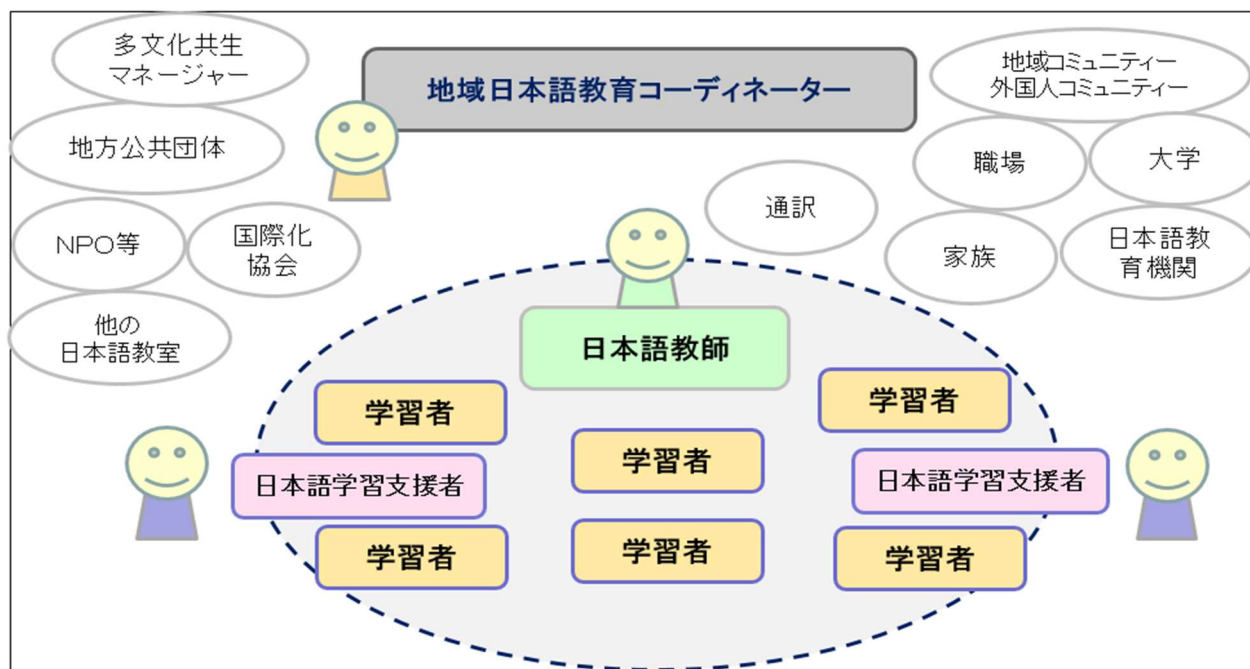 多文化共生
マネージャー
地域日本語教育コーディネーター
地域コミュニティー
外国人コミュニティー
地方公共団体
職場
大学
通訳
NPO等
国際化
協会
家族
日本語教
育機関
他の
日本語教室
日本語教師
学習者
学習者
学習者
日本語学習支援者
日本語学習支援者
学習者
学習者
学習者